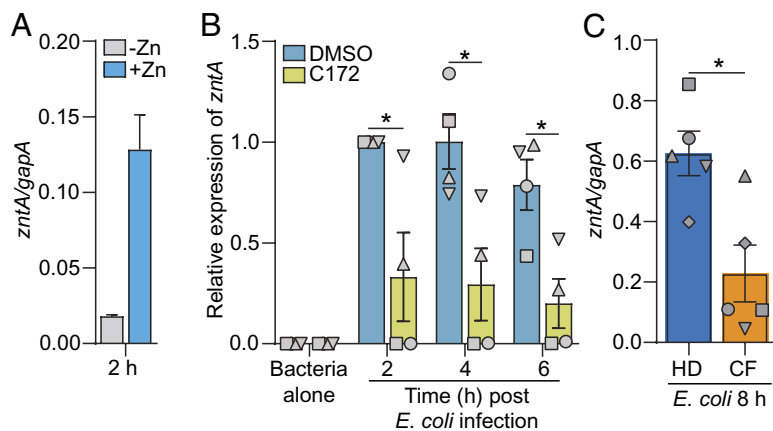 A
zntA/gapA
0.20
0.15
0.10
0.05
0.00
-Zn
+Zn
2 h
B
Relative expression of zntA
1.5
1.0
0.5
0.0
DMSO
C172
*
*
*
Bacteria alone
2
4
6
Time (h) post
E. coli infection
C
zntA/gapA
1.0
0.8
0.6
0.4
0.2
0.0
*
HD
CF
E. coli 8 h